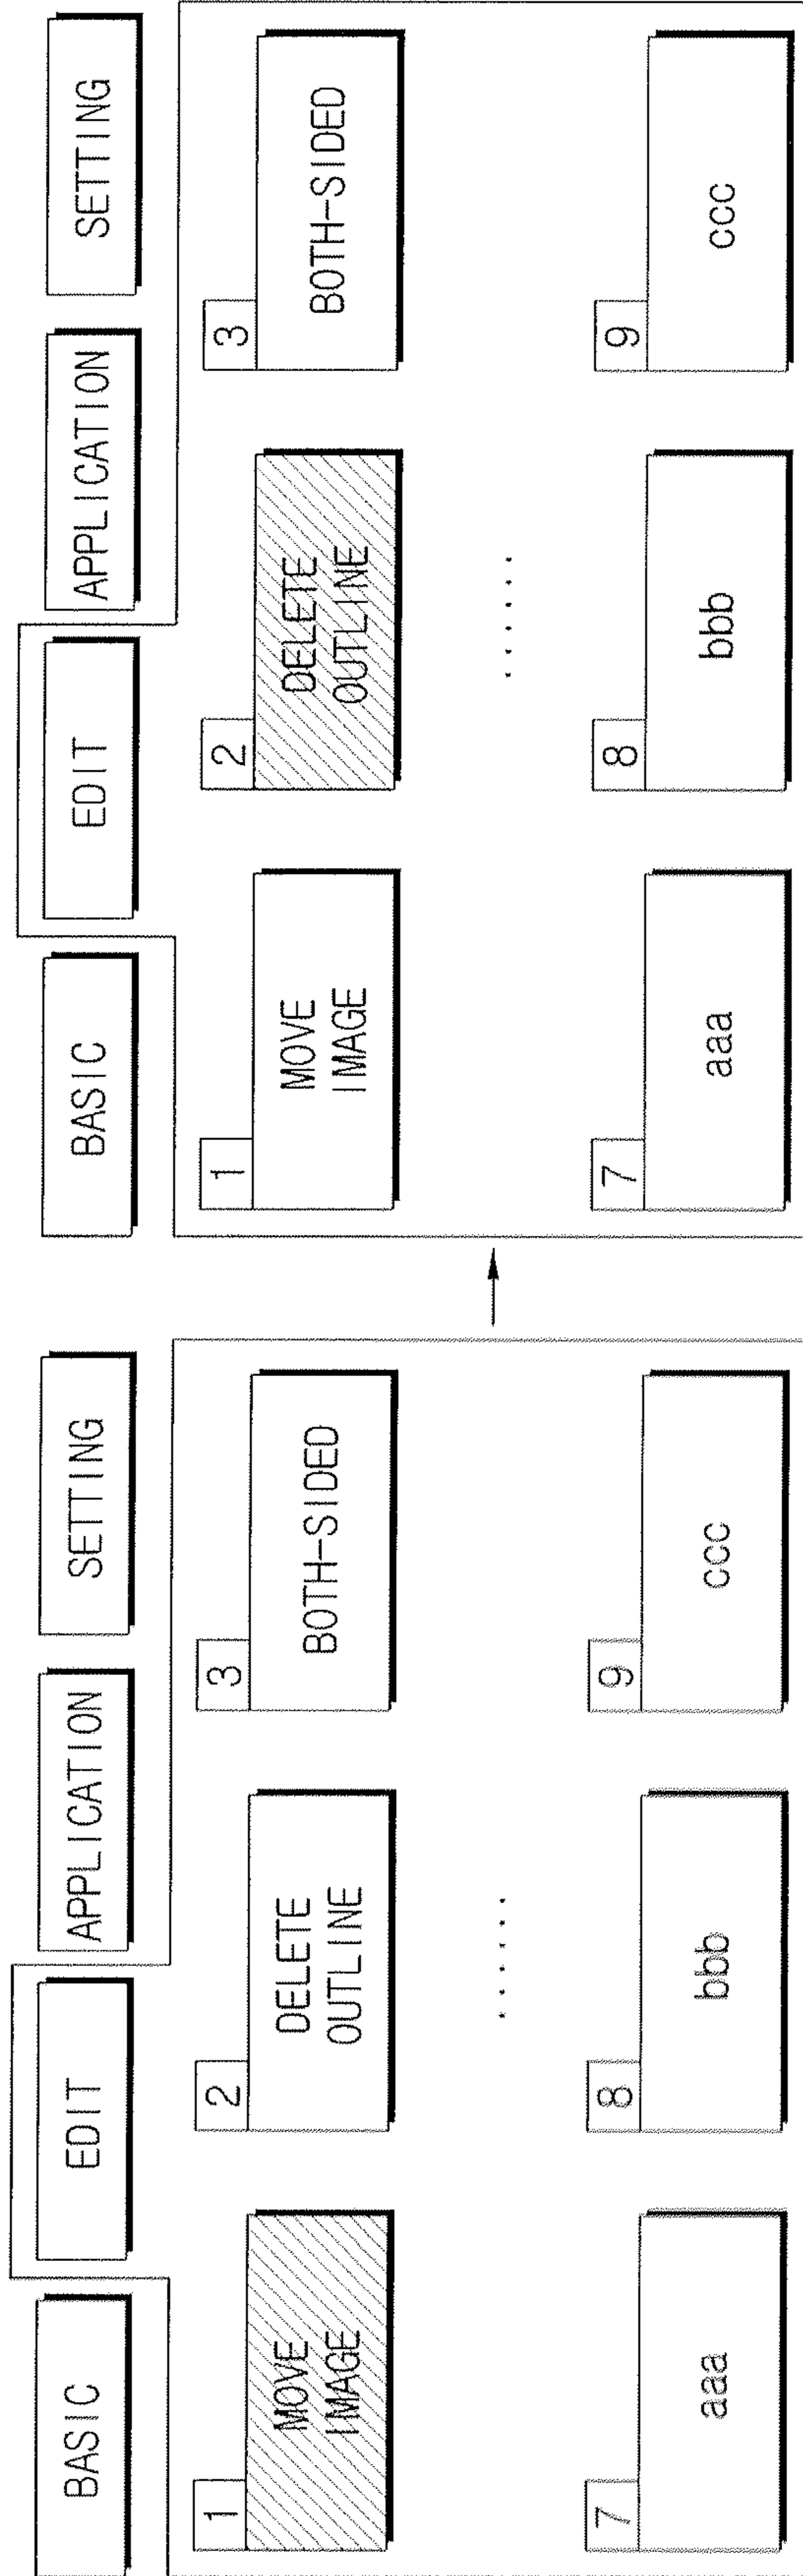 BASIC
EDIT
APPLICATION
SETTING
1
MOVE
IMAGE
2
DELETE
OUTLINE
3
BOTH-SIDED
......
7
aaa
8
bbb
9
ccc
BASIC
EDIT
APPLICATION
SETTING
1
MOVE
IMAGE
2
DELETE
OUTLINE
3
BOTH-SIDED
......
7
aaa
8
bbb
9
ccc